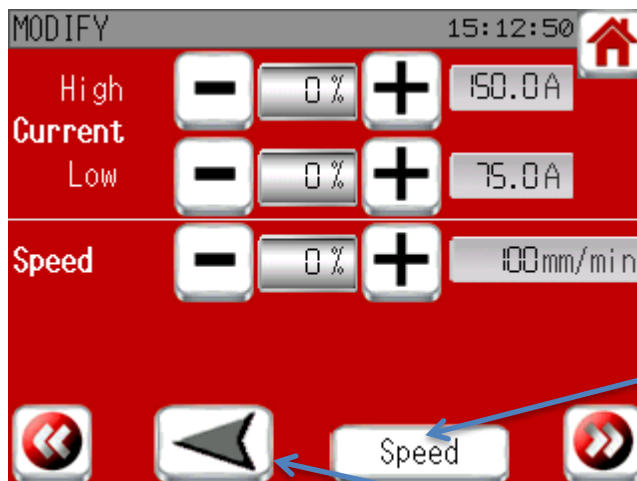 MODIFY 15:12:50
High 0 % 150.0A
Current
Low 0 % 75.0A
Speed 0 % 100mm/min
Speed